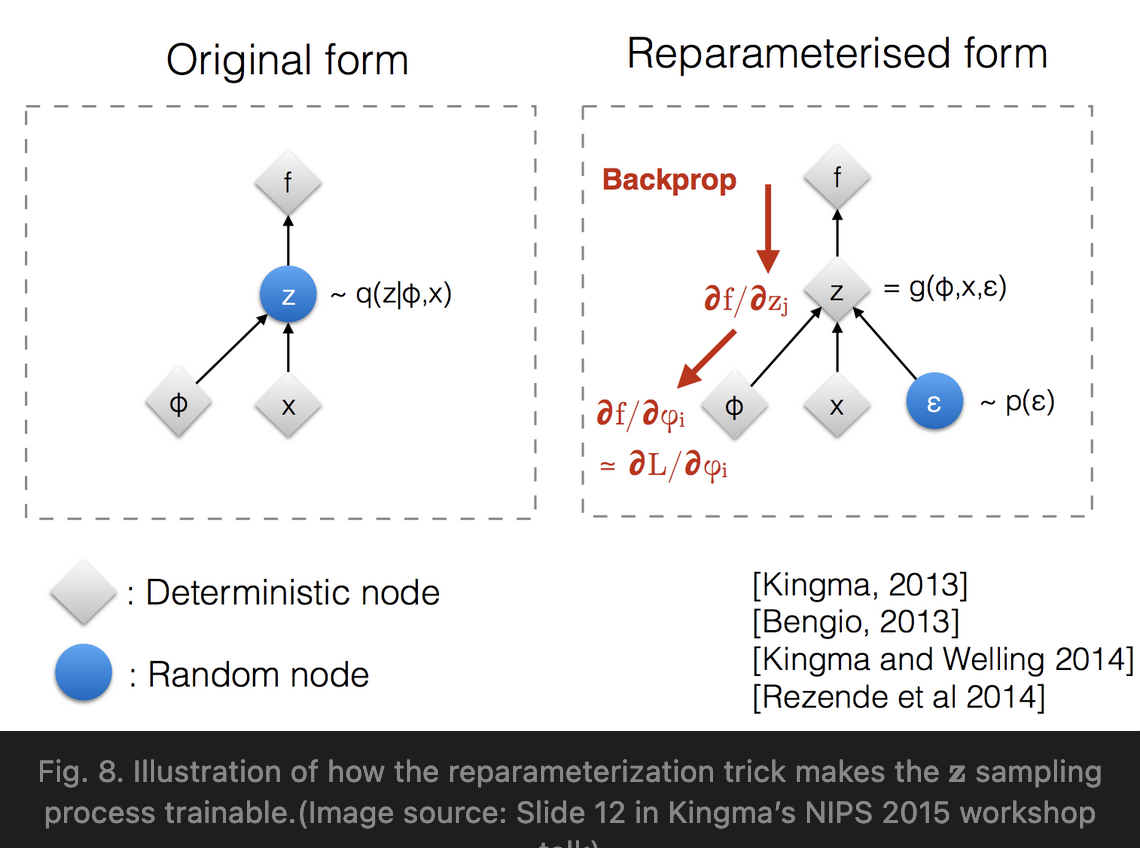 Original form
f
z
~ q(z|ϕ,x)
ϕ
x
Reparameterised form
Backprop
f
∂f/∂zj
z
= g(ϕ,x,ε)
∂f/∂φi
≃ ∂L/∂φi
ϕ
x
ε
~ p(ε)
: Deterministic node
: Random node
[Kingma, 2013]
[Bengio, 2013]
[Kingma and Welling 2014]
[Rezende et al 2014]
Fig. 8. Illustration of how the reparameterization trick makes the z sampling
process trainable.(Image source: Slide 12 in Kingma’s NIPS 2015 workshop
talk)